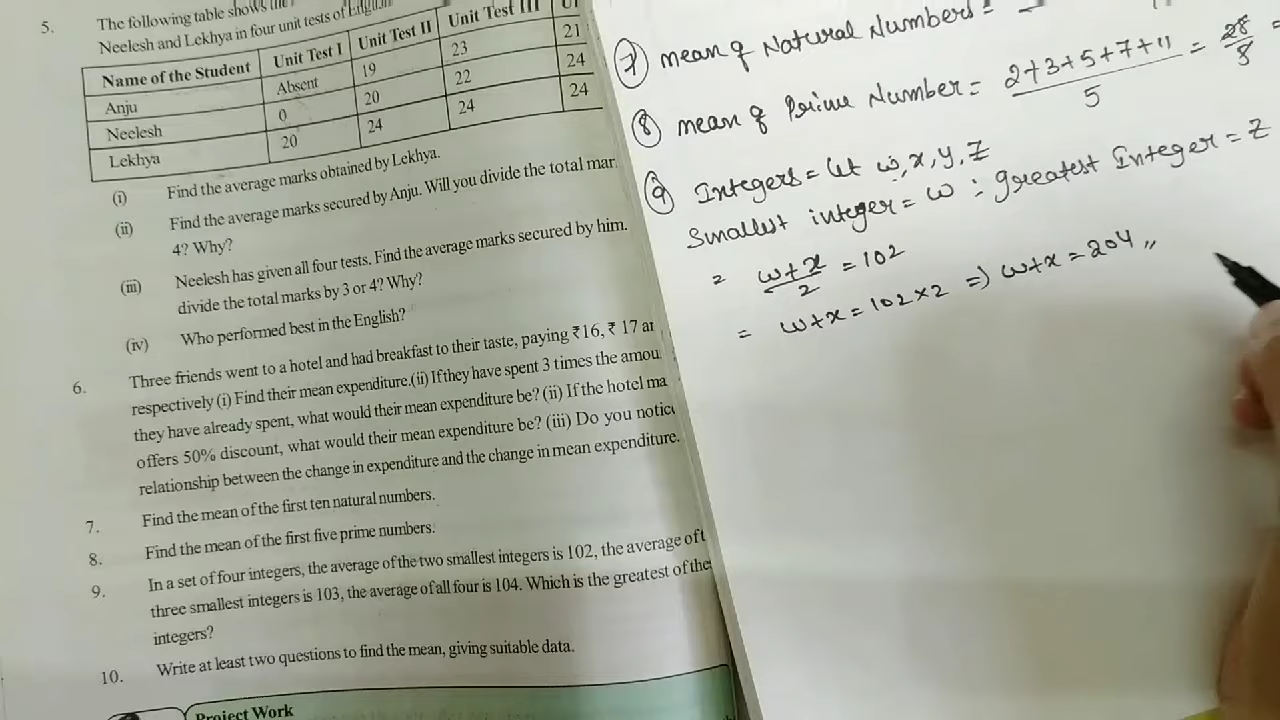 5. The following table shows the
Neelesh and Lekhya in four unit tests of English
Name of the Student Unit Test I Unit Test II Unit Test III
Anju Absent 19 23 21
Neelesh 0 20 22 24
Lekhya 20 24 24 24
(i) Find the average marks obtained by Lekhya.
(ii) Find the average marks secured by Anju. Will you divide the total mar
4? Why?
(iii) Neelesh has given all four tests. Find the average marks secured by him.
divide the total marks by 3 or 4? Why?
(iv) Who performed best in the English?
6. Three friends went to a hotel and had breakfast to their taste, paying ₹16, ₹ 17 an
respectively (i) Find their mean expenditure.(ii) If they have spent 3 times the amou
they have already spent, what would their mean expenditure be? (ii) If the hotel ma
offers 50% discount, what would their mean expenditure be? (iii) Do you notice
relationship between the change in expenditure and the change in mean expenditure.
7. Find the mean of the first ten natural numbers.
8. Find the mean of the first five prime numbers.
9. In a set of four integers, the average of the two smallest integers is 102, the average of t
three smallest integers is 103, the average of all four is 104. Which is the greatest of the
integers?
10. Write at least two questions to find the mean, giving suitable data.
Project Work
7 mean of Natural Numbers =
8 mean of Prime Number = 2+3+5+7+11/5 = 28/8 =
9 Integers = let w, x, y, Z
Smallest integer = w : greatest Integer = Z
= w+x/2 = 102
= w+x = 102×2 => w+x = 204 //